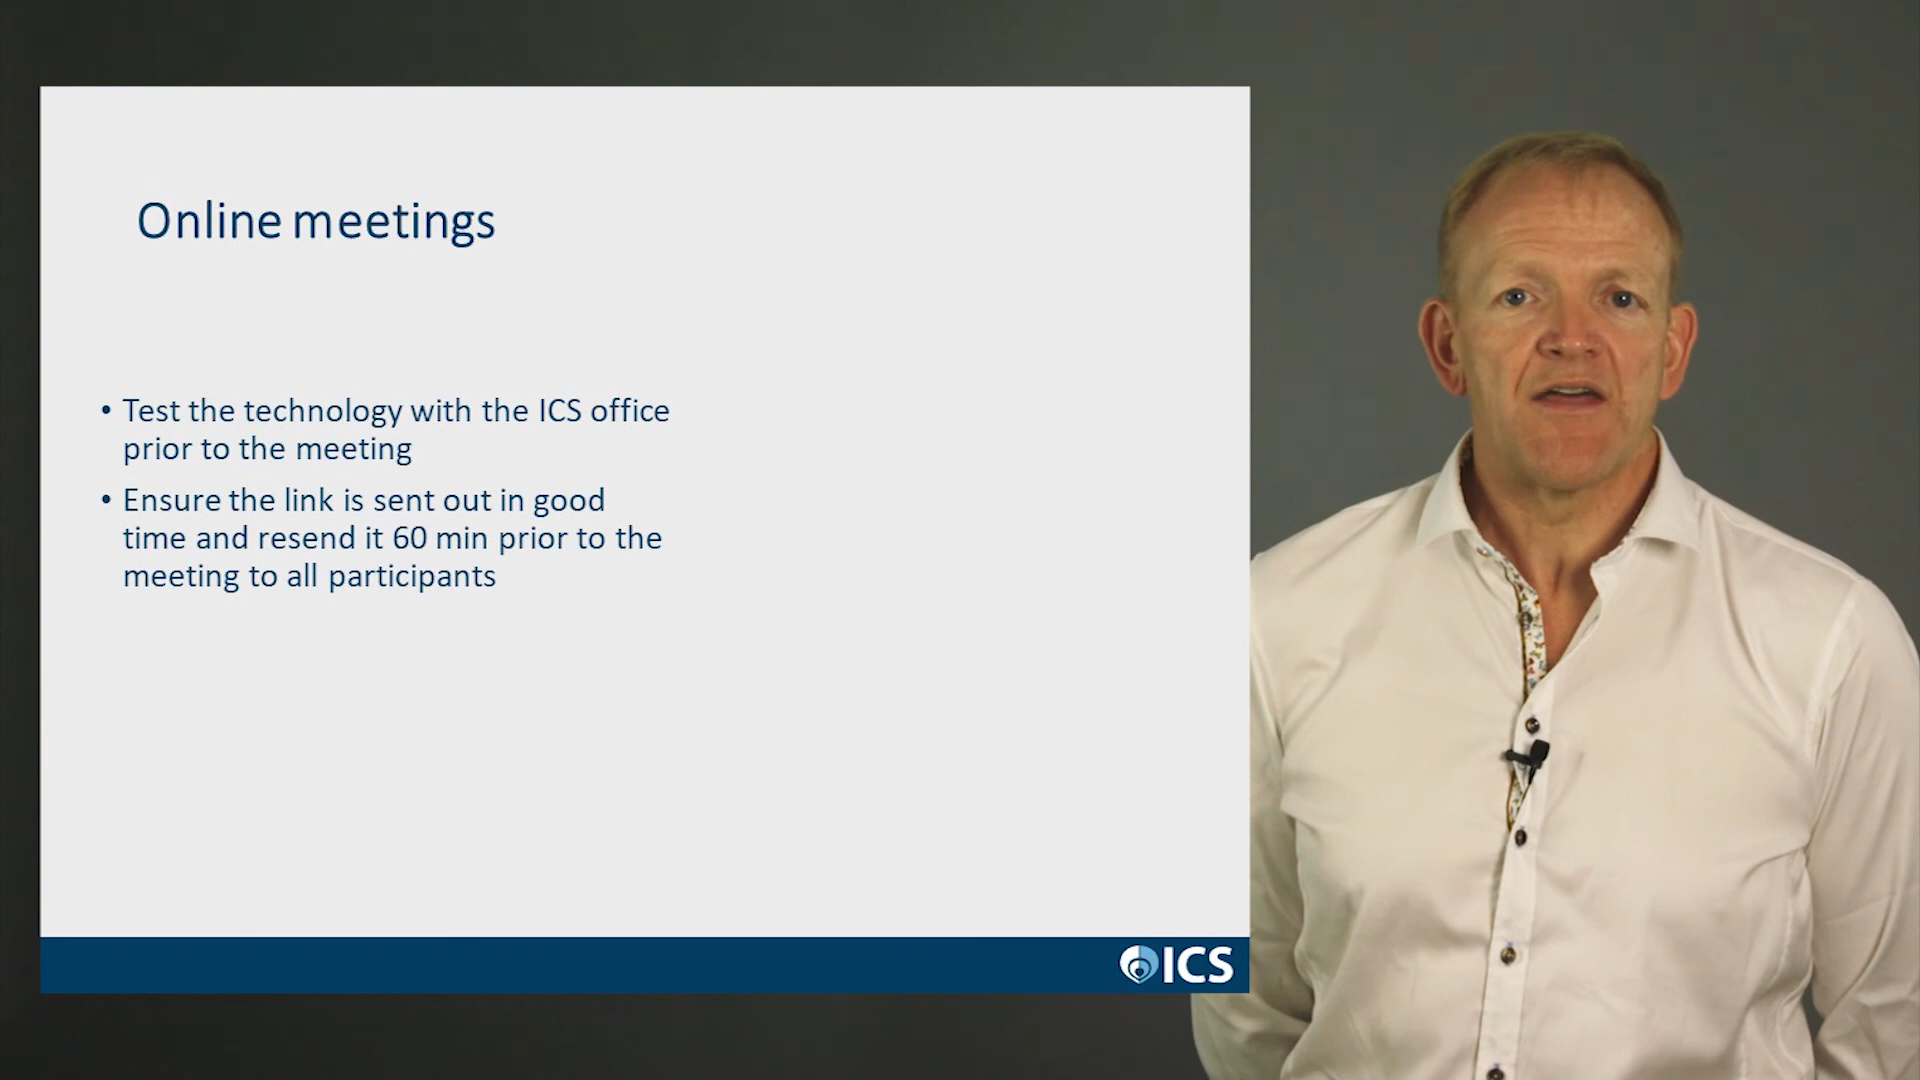 Online meetings
• Test the technology with the ICS office
prior to the meeting
• Ensure the link is sent out in good
time and resend it 60 min prior to the
meeting to all participants
ICS